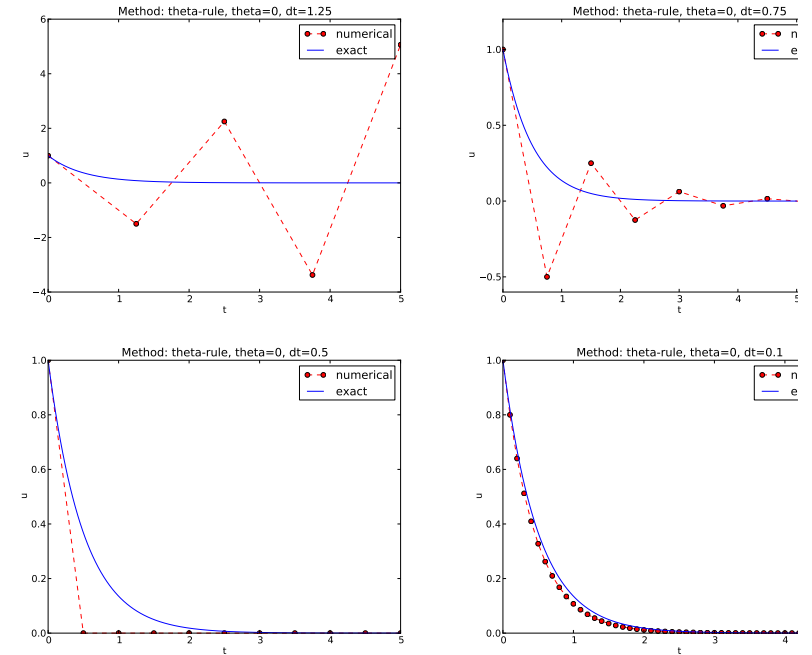 Method: theta-rule, theta=0, dt=1.25
6
4
2
0
−2
−4
0 1 2 3 4 5
t
u
numerical
exact
Method: theta-rule, theta=0, dt=0.75
1.0
0.5
0.0
−0.5
0 1 2 3 4 5
t
u
n
e
Method: theta-rule, theta=0, dt=0.5
1.0
0.8
0.6
0.4
0.2
0.0
0 1 2 3 4 5
t
u
numerical
exact
Method: theta-rule, theta=0, dt=0.1
1.0
0.8
0.6
0.4
0.2
0.0
0 1 2 3 4
t
u
n
e